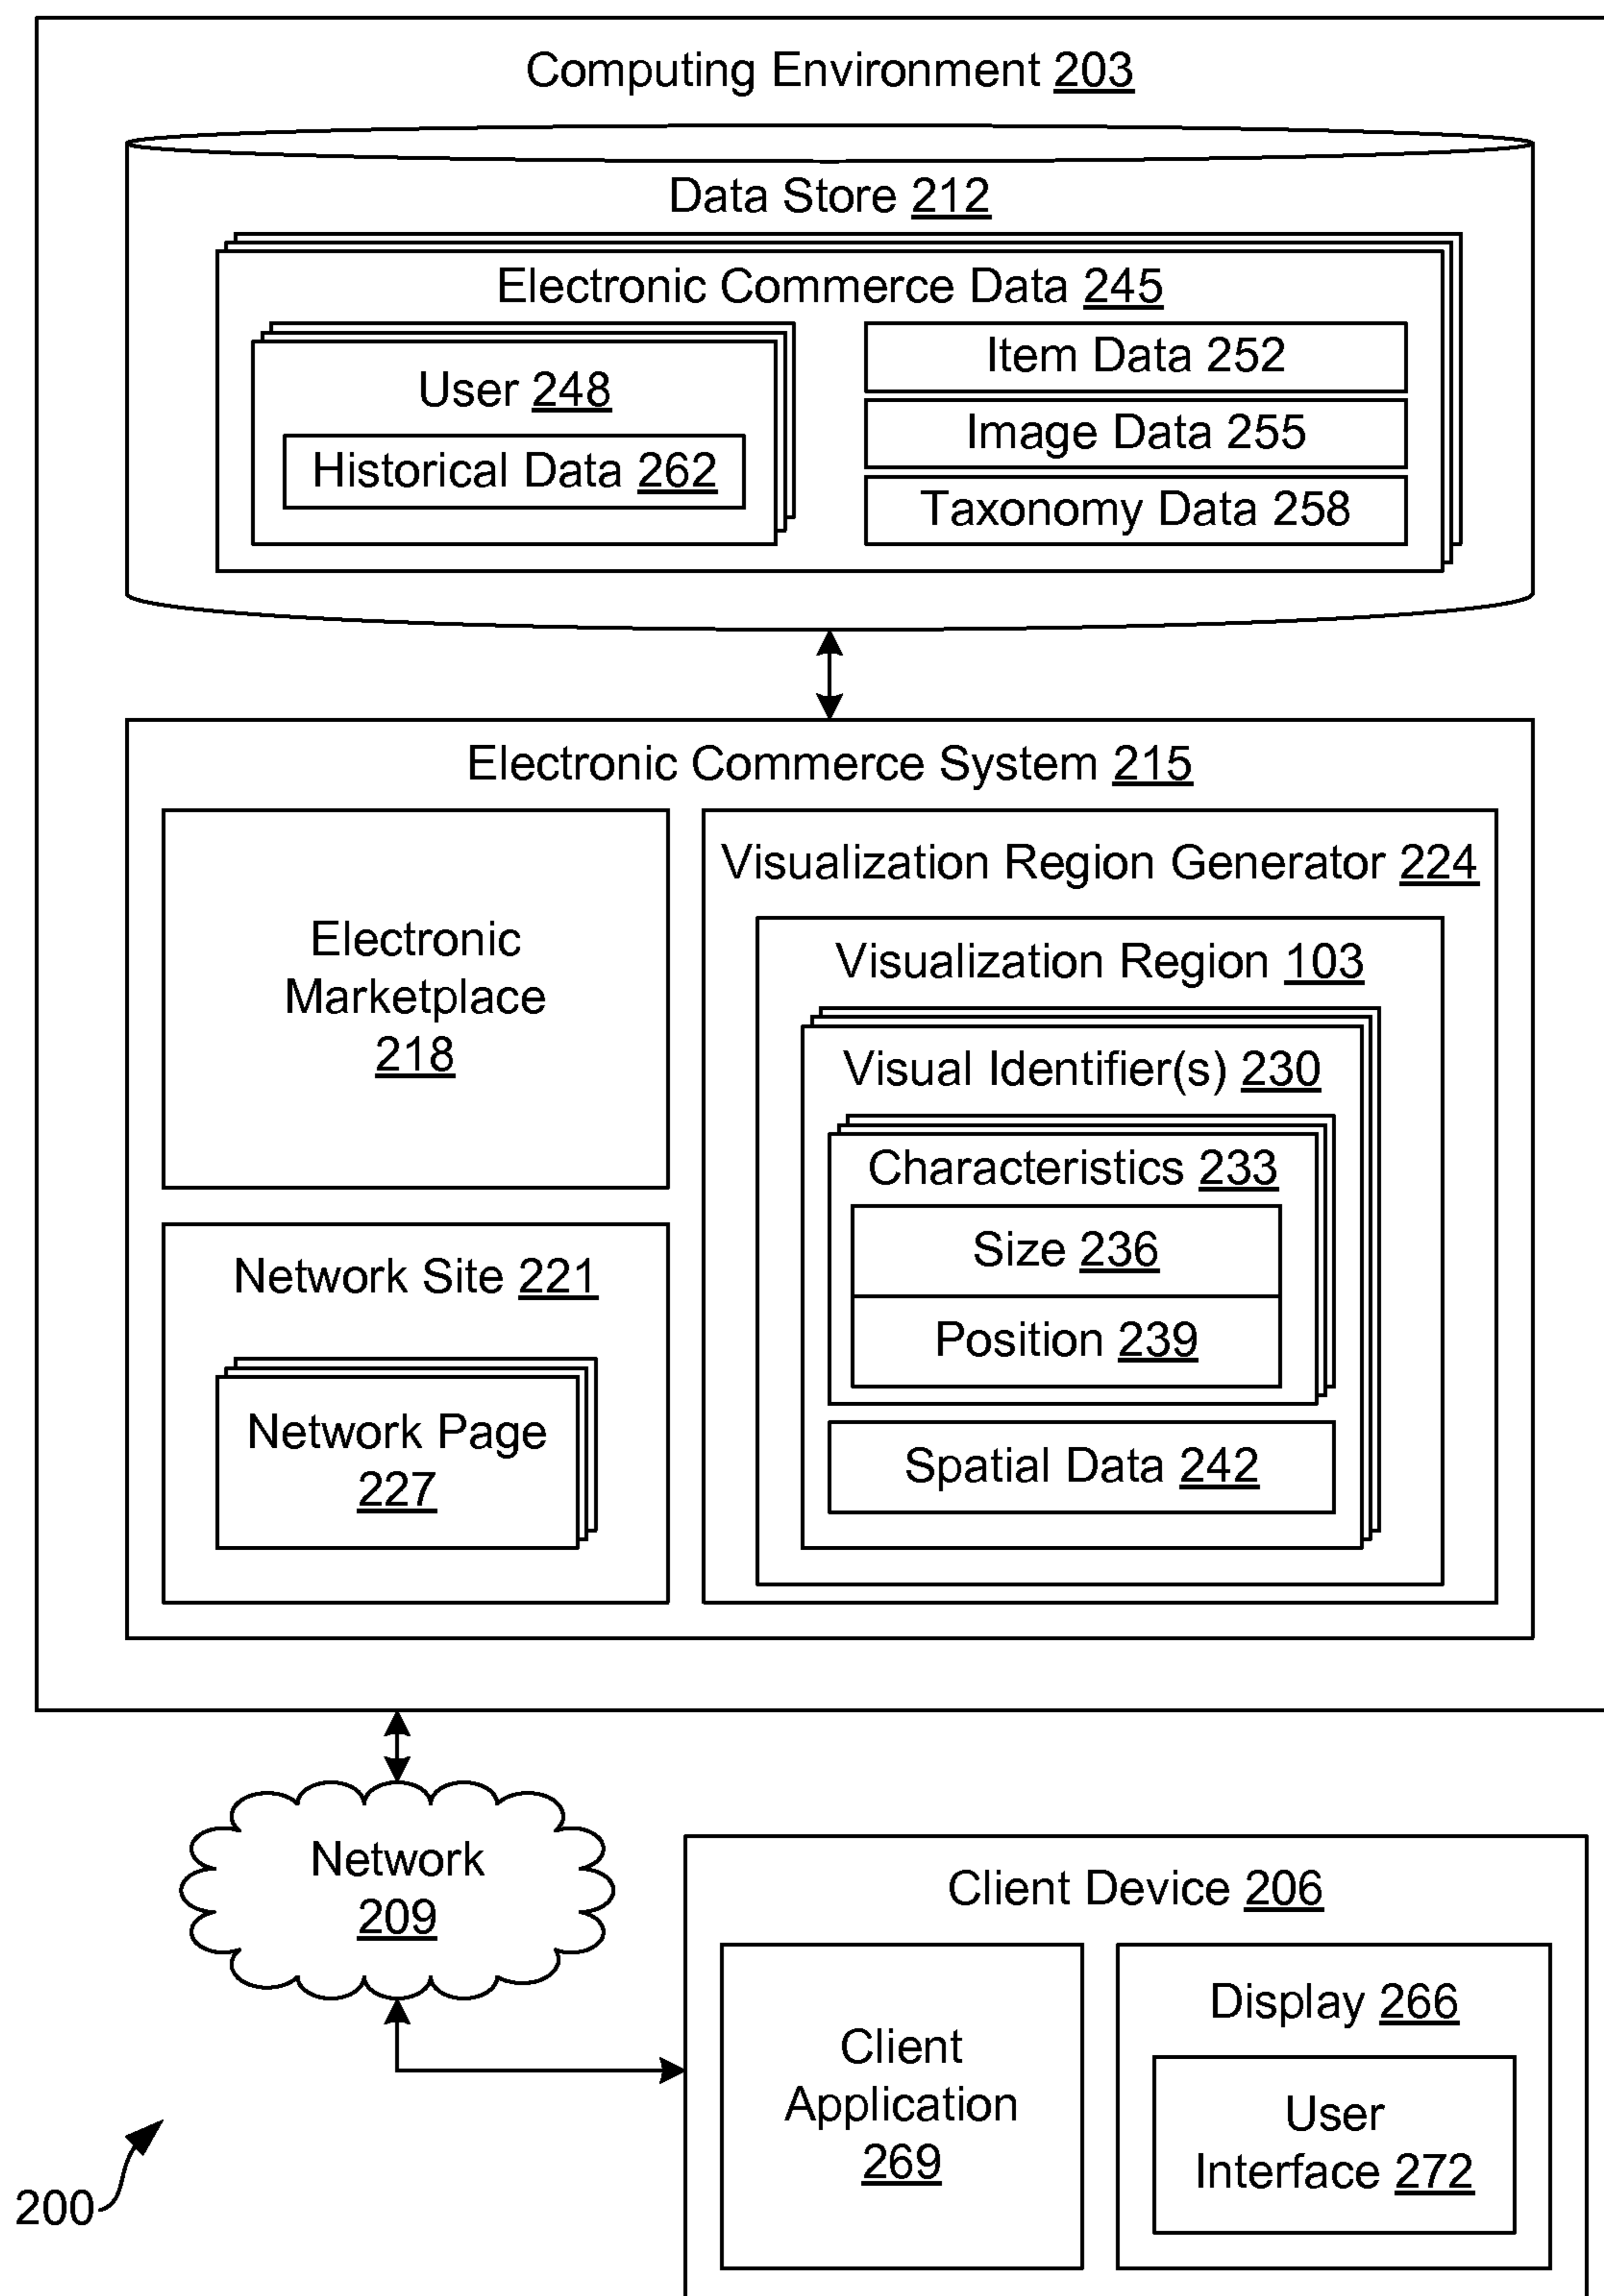 Computing Environment 203
Data Store 212
Electronic Commerce Data 245
User 248
Historical Data 262
Item Data 252
Image Data 255
Taxonomy Data 258
Electronic Commerce System 215
Electronic
Marketplace
218
Network Site 221
Network Page
227
Visualization Region Generator 224
Visualization Region 103
Visual Identifier(s) 230
Characteristics 233
Size 236
Position 239
Spatial Data 242
Network
209
Client Device 206
Client
Application
269
Display 266
User
Interface 272
200